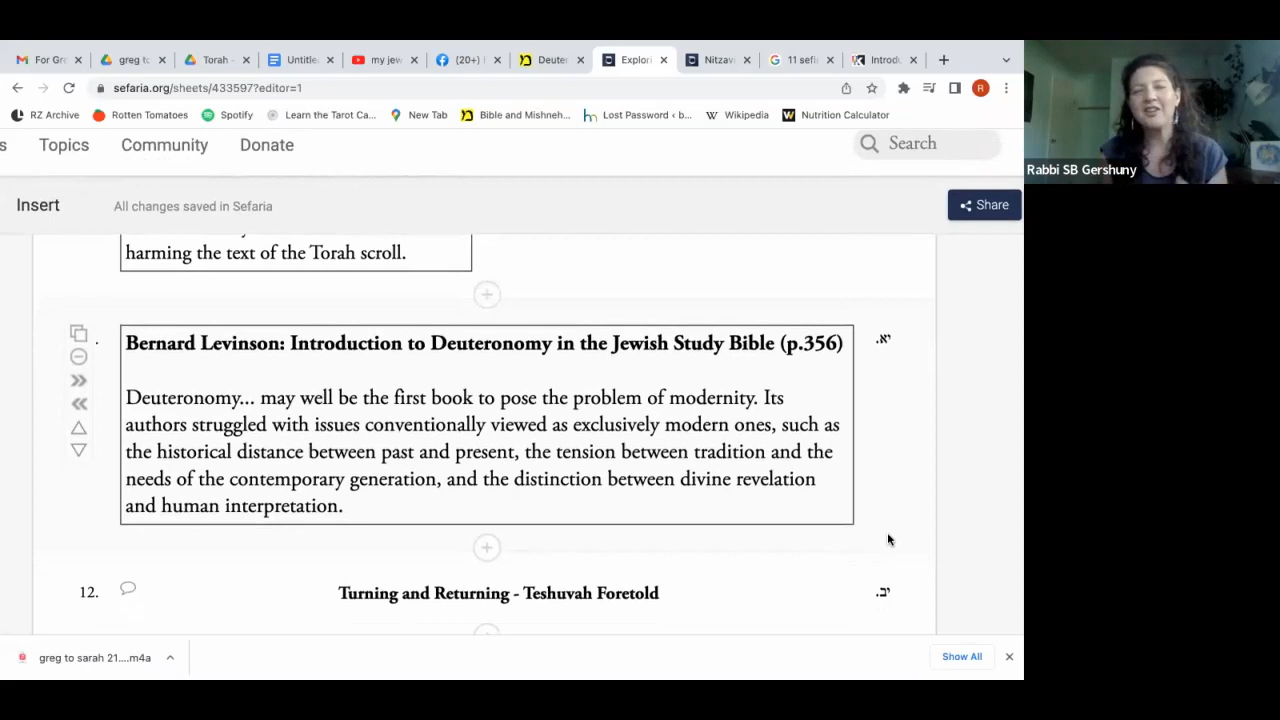 For Gr
greg to
Torah -
Untitle
my jew
(20+)
Deuter
Explori
Nitzav
11 sefi
Introdu
sefaria.org/sheets/433597?editor=1
R
RZ Archive
Rotten Tomatoes
Spotify
Learn the Tarot Ca...
New Tab
Bible and Mishneh...
Lost Password ‹ b...
W Wikipedia
Nutrition Calculator
s Topics Community Donate Search
Insert All changes saved in Sefaria Share
Rabbi SB Gershuny
harming the text of the Torah scroll.
Bernard Levinson: Introduction to Deuteronomy in the Jewish Study Bible (p.356)
יא.
Deuteronomy... may well be the first book to pose the problem of modernity. Its
authors struggled with issues conventionally viewed as exclusively modern ones, such as
the historical distance between past and present, the tension between tradition and the
needs of the contemporary generation, and the distinction between divine revelation
and human interpretation.
12. Turning and Returning - Teshuvah Foretold יב.
greg to sarah 21....m4a
Show All